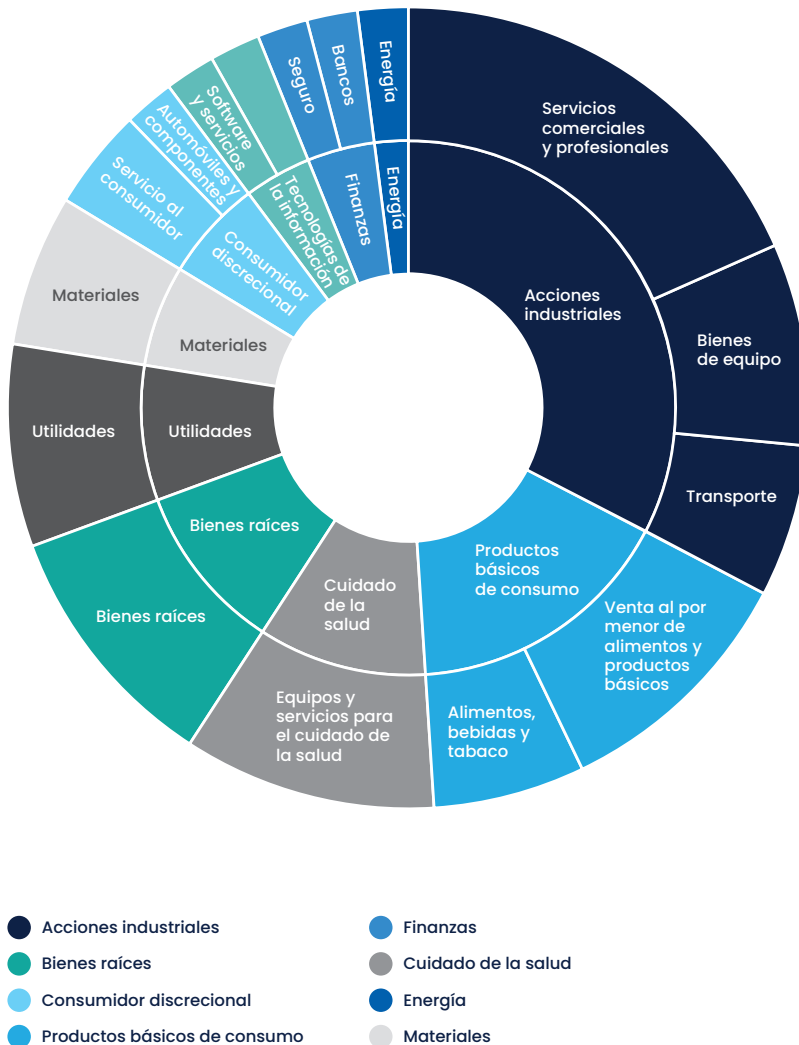 Energía
Bancos
Seguro
Software
y servicios
Automóviles y
componentes
Servicio al
consumidor
Servicios
comerciales
y profesionales
Energía
Finanzas
Tecnologías de
la información
Consumidor
discrecional
Materiales
Materiales
Acciones
industriales
Bienes
de equipo
Utilidades
Utilidades
Transporte
Bienes raíces
Bienes raíces
Productos
básicos
de consumo
Cuidado
de la
salud
Venta al por
menor de
alimentos y
productos
básicos
Equipos y
servicios para
el cuidado de
la salud
Alimentos,
bebidas y
tabaco
Acciones industriales
Finanzas
Bienes raíces
Cuidado de la salud
Consumidor discrecional
Energía
Productos básicos de consumo
Materiales